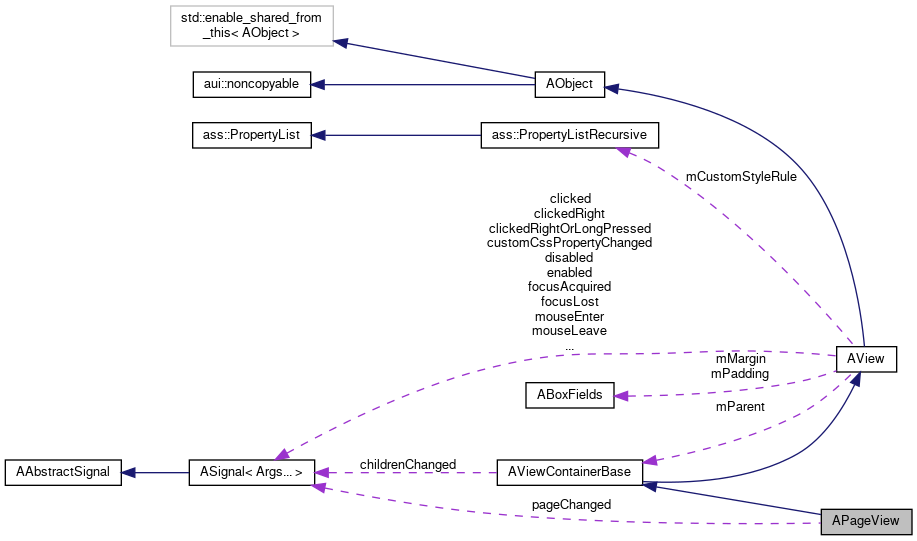 std::enable_shared_from
_this< AObject >
aui::noncopyable
AObject
ass::PropertyList
ass::PropertyListRecursive
mCustomStyleRule
clicked
clickedRight
clickedRightOrLongPressed
customCssPropertyChanged
disabled
enabled
focusAcquired
focusLost
mouseEnter
mouseLeave
...
AView
mMargin
mPadding
ABoxFields
mParent
AAbstractSignal
ASignal< Args... >
childrenChanged
AViewContainerBase
pageChanged
APageView